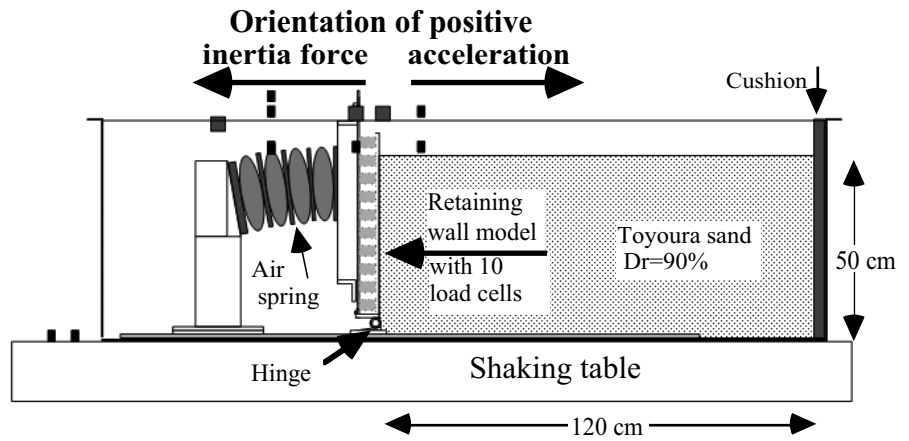 Orientation of positive
inertia force acceleration
Cushion
Retaining
wall model
with 10
load cells
Toyoura sand
Dr=90%
50 cm
Air
spring
Hinge
Shaking table
120 cm